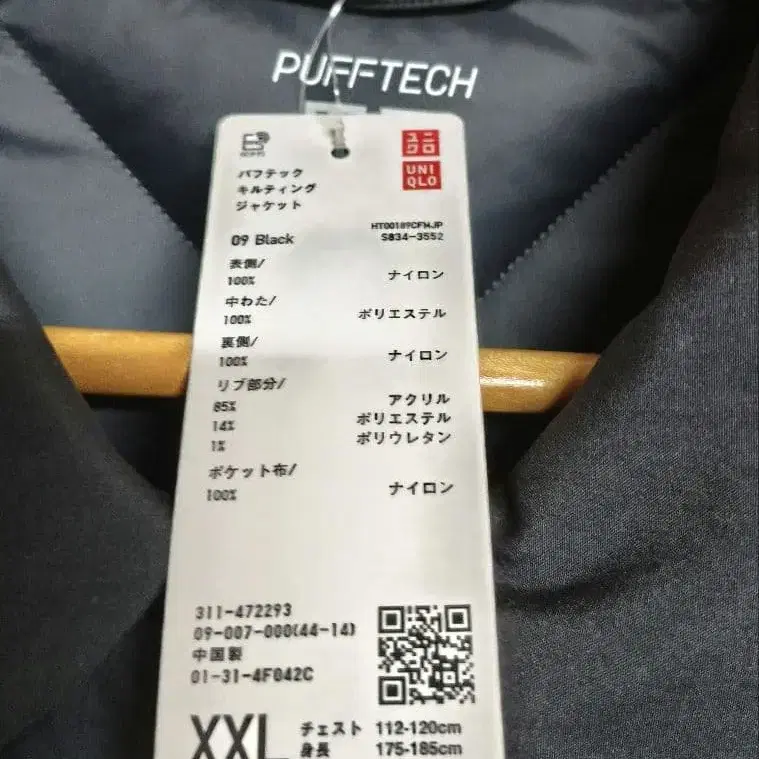 PUFFTECH
ユニ
クロ
UNI
QLO
パフテック
キルティング
ジャケット
09 Black
S834-3552
表側/
100% ナイロン
中わた/
100% ポリエステル
裏側/
100% ナイロン
リブ部分/
85% アクリル
14% ポリエステル
1% ポリウレタン
ポケット布/
100% ナイロン
311-472293
09-007-000(44-14)
中国製
01-31-4F042C
XXL チェスト 112-120cm
身長 175-185cm